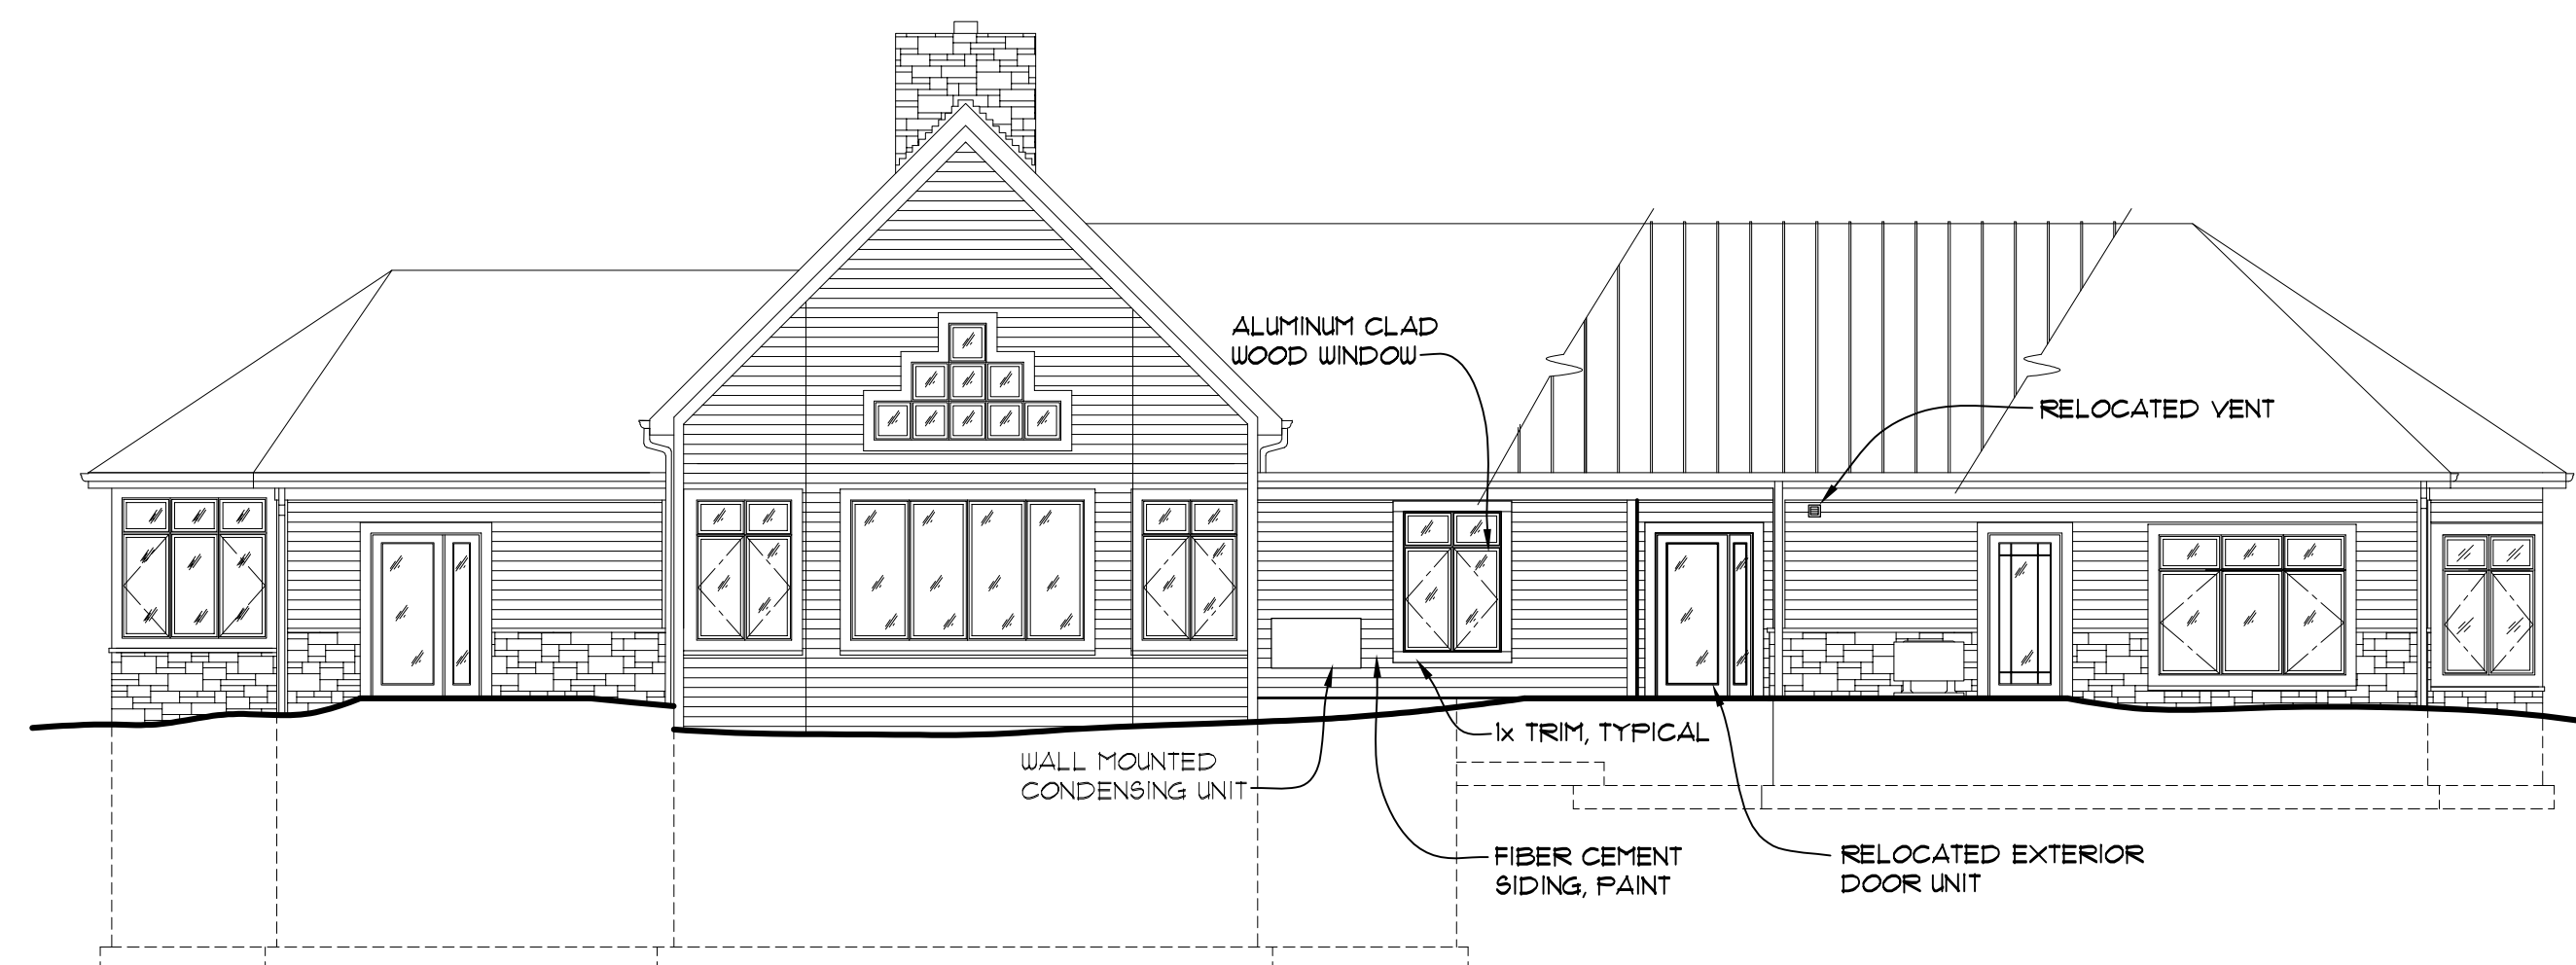 ALUMINUM CLAD
WOOD WINDOW
RELOCATED VENT
1x TRIM, TYPICAL
WALL MOUNTED
CONDENSING UNIT
FIBER CEMENT
SIDING, PAINT
RELOCATED EXTERIOR
DOOR UNIT